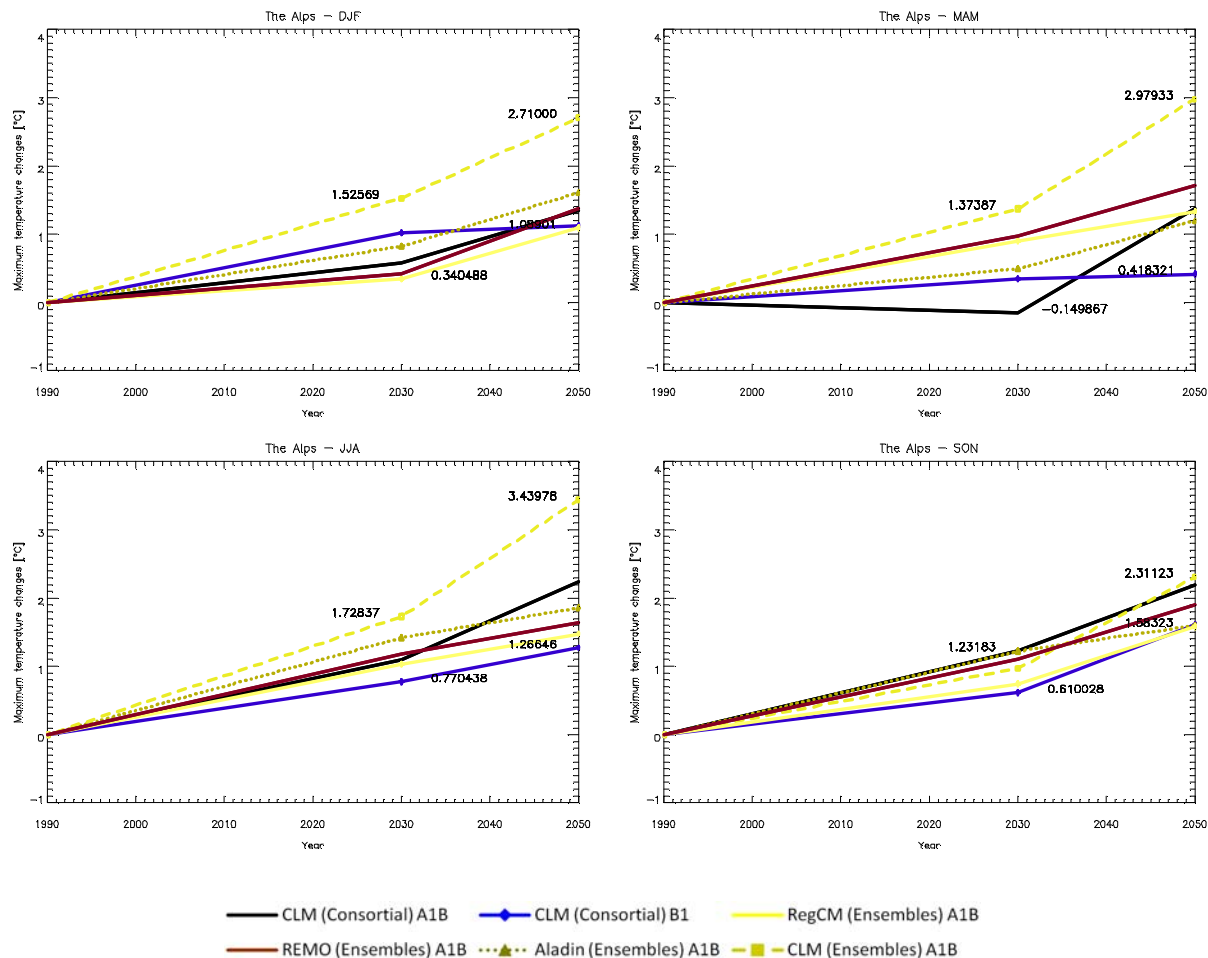 The Alps – DJF
Maximum temperature changes [°C]
4
3
2
1
0
−1
2.71000
1.52569
0.340488
1990 2000 2010 2020 2030 2040 2050
Year
The Alps – MAM
Maximum temperature changes [°C]
4
3
2
1
0
−1
2.97933
1.37387
0.418321
−0.149867
1990 2000 2010 2020 2030 2040 2050
Year
The Alps – JJA
Maximum temperature changes [°C]
4
3
2
1
0
−1
3.43978
1.72837
1.26646
0.770438
1990 2000 2010 2020 2030 2040 2050
Year
The Alps – SON
Maximum temperature changes [°C]
4
3
2
1
0
−1
2.31123
1.58323
1.23183
0.610028
1990 2000 2010 2020 2030 2040 2050
Year
CLM (Consortial) A1B CLM (Consortial) B1 RegCM (Ensembles) A1B
REMO (Ensembles) A1B Aladin (Ensembles) A1B CLM (Ensembles) A1B